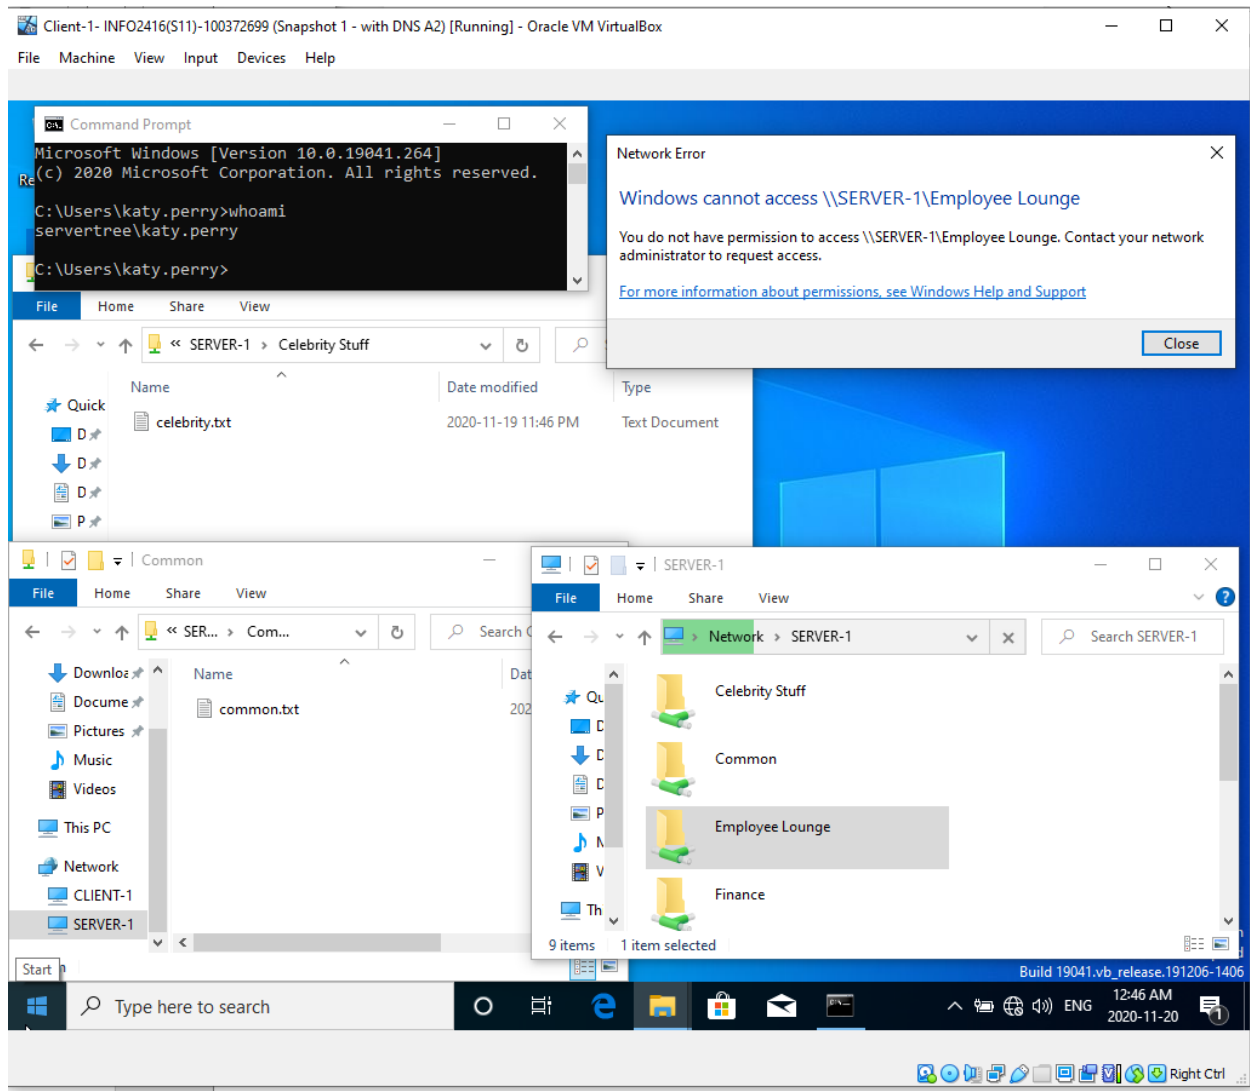 Client-1- INFO2416(S11)-100372699 (Snapshot 1 - with DNS A2) [Running] - Oracle VM VirtualBox
File Machine View Input Devices Help
Command Prompt
Microsoft Windows [Version 10.0.19041.264]
(c) 2020 Microsoft Corporation. All rights reserved.
C:\Users\katy.perry>whoami
servertree\katy.perry
C:\Users\katy.perry>
Re
Network Error
Windows cannot access \\SERVER-1\Employee Lounge
You do not have permission to access \\SERVER-1\Employee Lounge. Contact your network
administrator to request access.
For more information about permissions, see Windows Help and Support
Close
File Home Share View
« SERVER-1 > Celebrity Stuff
Name Date modified Type
Quick
celebrity.txt 2020-11-19 11:46 PM Text Document
D
D
D
P
Common
File Home Share View
« SER... > Com...
Search
Name Dat
Downloa
common.txt 202
Docume
Pictures
Music
Videos
This PC
Network
CLIENT-1
SERVER-1
SERVER-1
File Home Share View
> Network > SERVER-1
Search SERVER-1
Qu
D
D
D
P
N
V
Th
Celebrity Stuff
Common
Employee Lounge
Finance
9 items 1 item selected
Start
Build 19041.vb_release.191206-1406
Type here to search
ENG
12:46 AM
2020-11-20
1
Right Ctrl